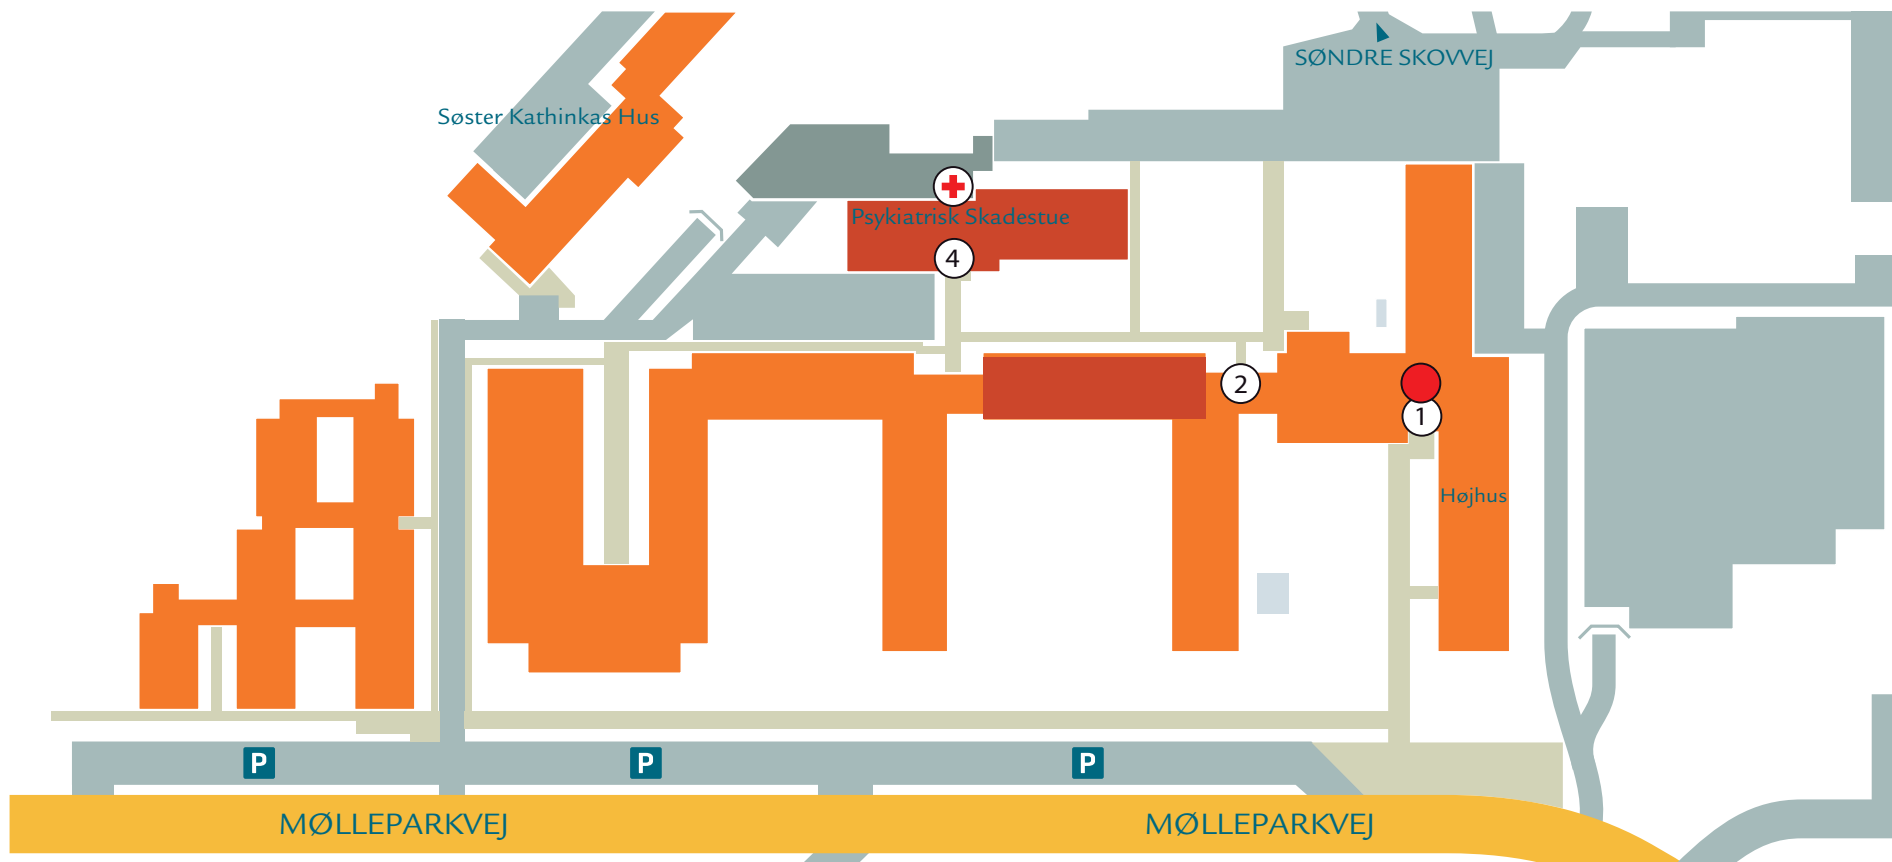 SØNDRE SKOVVEJ
Søster Kathinkas Hus
Psykiatrisk Skadestue
4
2
1
Højhus
P
P
P
MØLLEPARKVEJ
MØLLEPARKVEJ